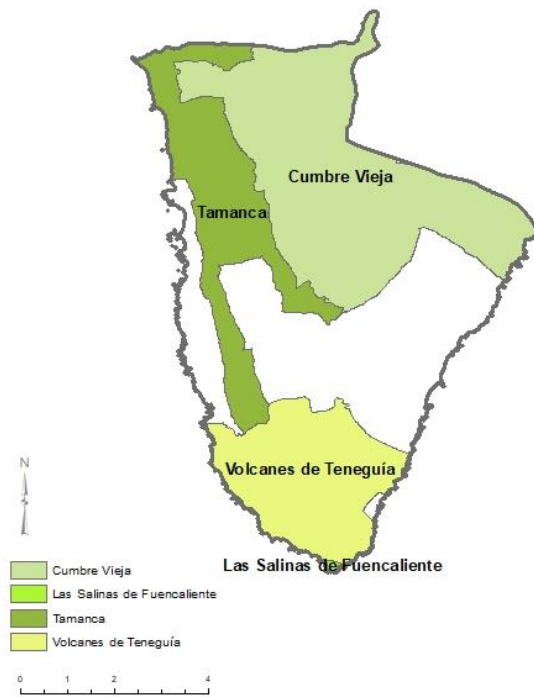 Cumbre Vieja
Tamanca
Volcanes de Teneguía
Las Salinas de Fuencaliente
N
Cumbre Vieja
Las Salinas de Fuencaliente
Tamanca
Volcanes de Teneguía
0 1 2 4